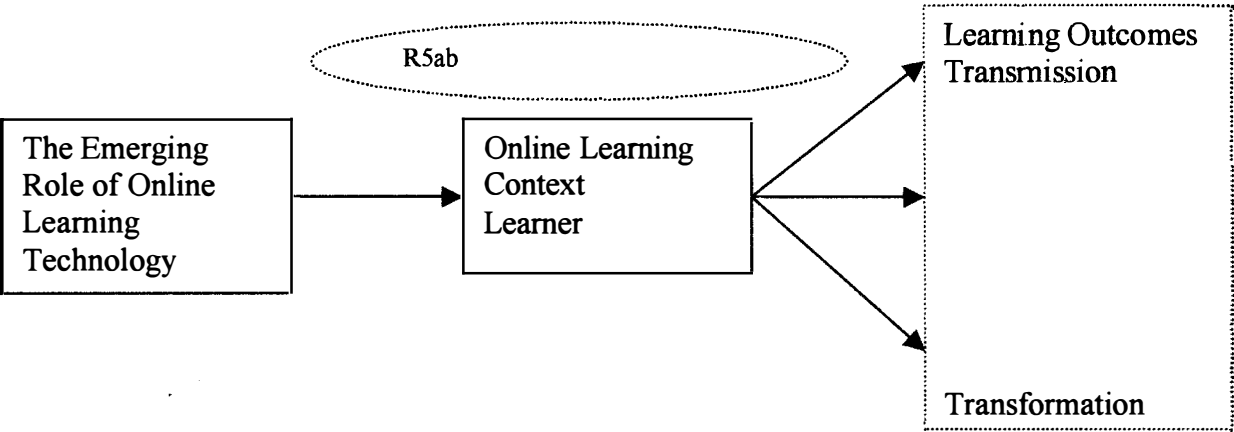 R5ab
The Emerging
Role of Online
Learning
Technology
Online Learning
Context
Learner
Learning Outcomes
Transmission
Transformation